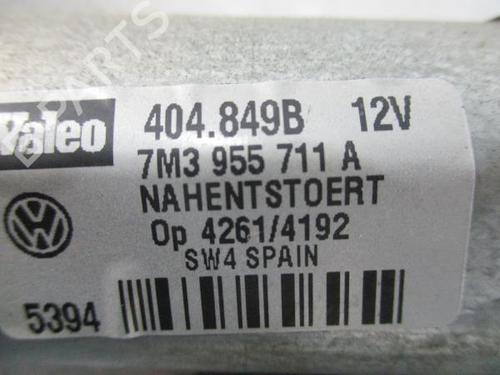 Valeo 404.849B 12V
7M3 955 711 A
NAHENTSTOERT
Op 4261/4192
SW4 SPAIN
5394